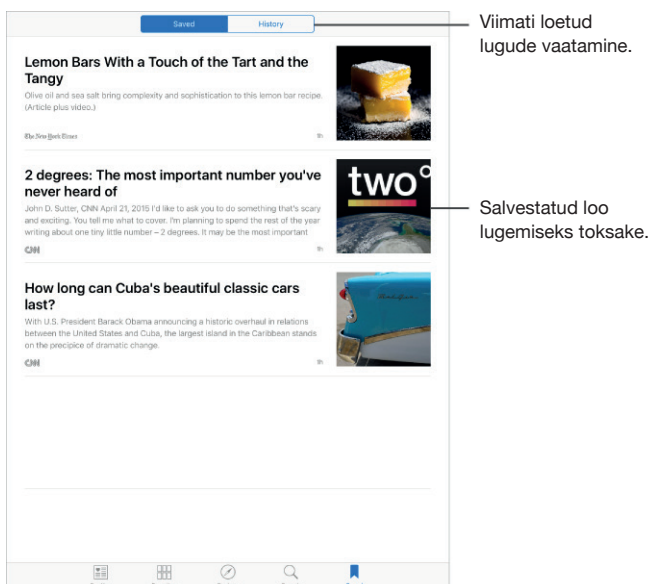 Saved
History
Viimati loetud
lugude vaatamine.
Lemon Bars With a Touch of the Tart and the
Tangy
Olive oil and sea salt bring complexity and sophistication to this lemon bar recipe.
(Article plus video.)
The New York Times
1h
2 degrees: The most important number you've
never heard of
John D. Sutter, CNN April 21, 2015 I'd like to ask you to do something that's scary
and exciting. You tell me what to cover. I'm planning to spend the rest of the year
writing about one tiny little number – 2 degrees. It may be the most important
CNN
1h
two°
Salvestatud loo
lugemiseks toksake.
How long can Cuba's beautiful classic cars
last?
With U.S. President Barack Obama announcing a historic overhaul in relations
between the United States and Cuba, the largest island in the Caribbean stands
on the precipice of dramatic change.
CNN
1h